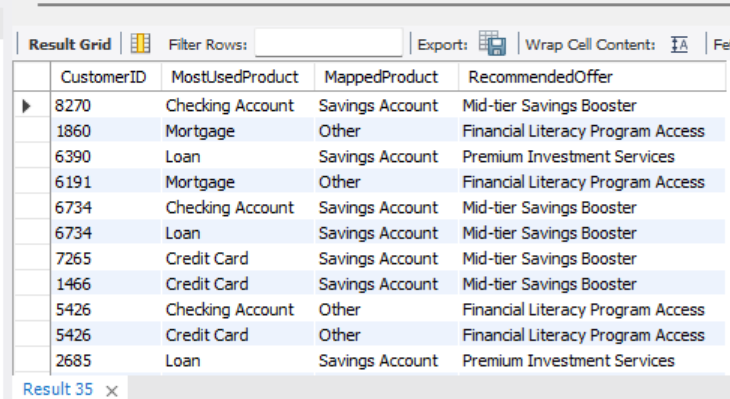 Result Grid Filter Rows: Export: Wrap Cell Content: Fe
CustomerID MostUsedProduct MappedProduct RecommendedOffer
8270 Checking Account Savings Account Mid-tier Savings Booster
1860 Mortgage Other Financial Literacy Program Access
6390 Loan Savings Account Premium Investment Services
6191 Mortgage Other Financial Literacy Program Access
6734 Checking Account Savings Account Mid-tier Savings Booster
6734 Loan Savings Account Mid-tier Savings Booster
7265 Credit Card Savings Account Mid-tier Savings Booster
1466 Credit Card Savings Account Mid-tier Savings Booster
5426 Checking Account Other Financial Literacy Program Access
5426 Credit Card Other Financial Literacy Program Access
2685 Loan Savings Account Premium Investment Services
Result 35